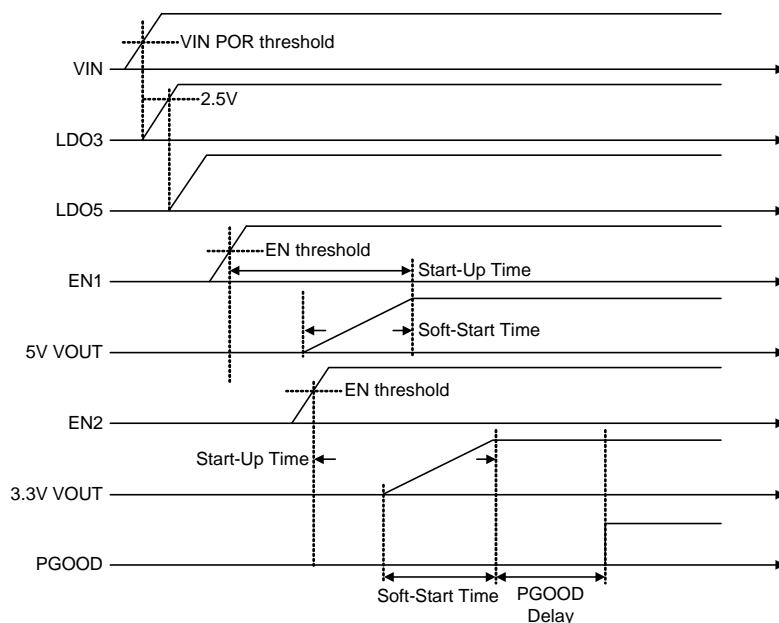 VIN POR threshold
VIN
2.5V
LDO3
LDO5
EN threshold
Start-Up Time
EN1
Soft-Start Time
5V VOUT
EN threshold
EN2
Start-Up Time
3.3V VOUT
PGOOD
Soft-Start Time
PGOOD
Delay